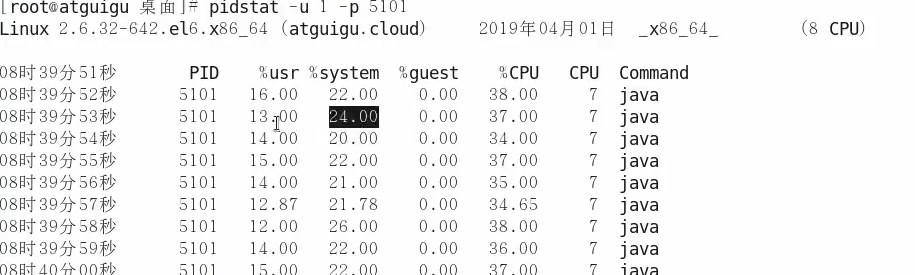 [root@atguigu 桌面]# pidstat -u 1 -p 5101
Linux 2.6.32-642.el6.x86_64 (atguigu.cloud) 2019年04月01日 _x86_64_ (8 CPU)
08时39分51秒 PID %usr %system %guest %CPU CPU Command
08时39分52秒 5101 16.00 22.00 0.00 38.00 7 java
08时39分53秒 5101 13.00 24.00 0.00 37.00 7 java
08时39分54秒 5101 14.00 20.00 0.00 34.00 7 java
08时39分55秒 5101 15.00 22.00 0.00 37.00 7 java
08时39分56秒 5101 14.00 21.00 0.00 35.00 7 java
08时39分57秒 5101 12.87 21.78 0.00 34.65 7 java
08时39分58秒 5101 12.00 26.00 0.00 38.00 7 java
08时39分59秒 5101 14.00 22.00 0.00 36.00 7 java
08时40分00秒 5101 15.00 22.00 0.00 37.00 7 java